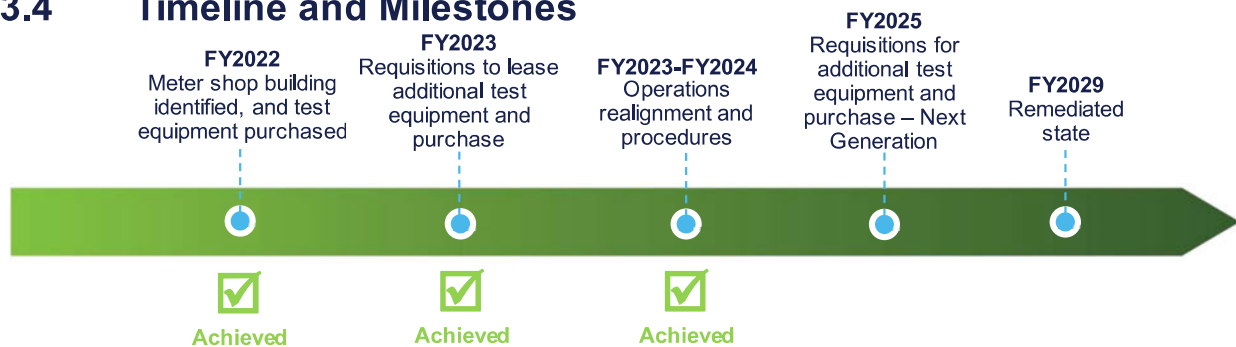 3.4 Timeline and Milestones
FY2022
Meter shop building
identified, and test
equipment purchased
FY2023
Requisitions to lease
additional test
equipment and
purchase
FY2023-FY2024
Operations
realignment and
procedures
FY2025
Requisitions for
additional test
equipment and
purchase – Next
Generation
FY2029
Remediated
state
Achieved
Achieved
Achieved